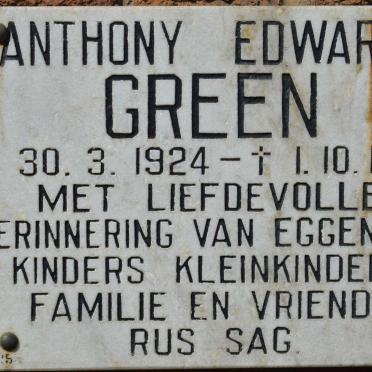 ANTHONY EDWAR
GREEN
30. 3. 1924 – † 1. 10.
MET LIEFDEVOLLE
ERINNERING VAN EGGEN
KINDERS KLEINKINDE
FAMILIE EN VRIEND
RUS SAG